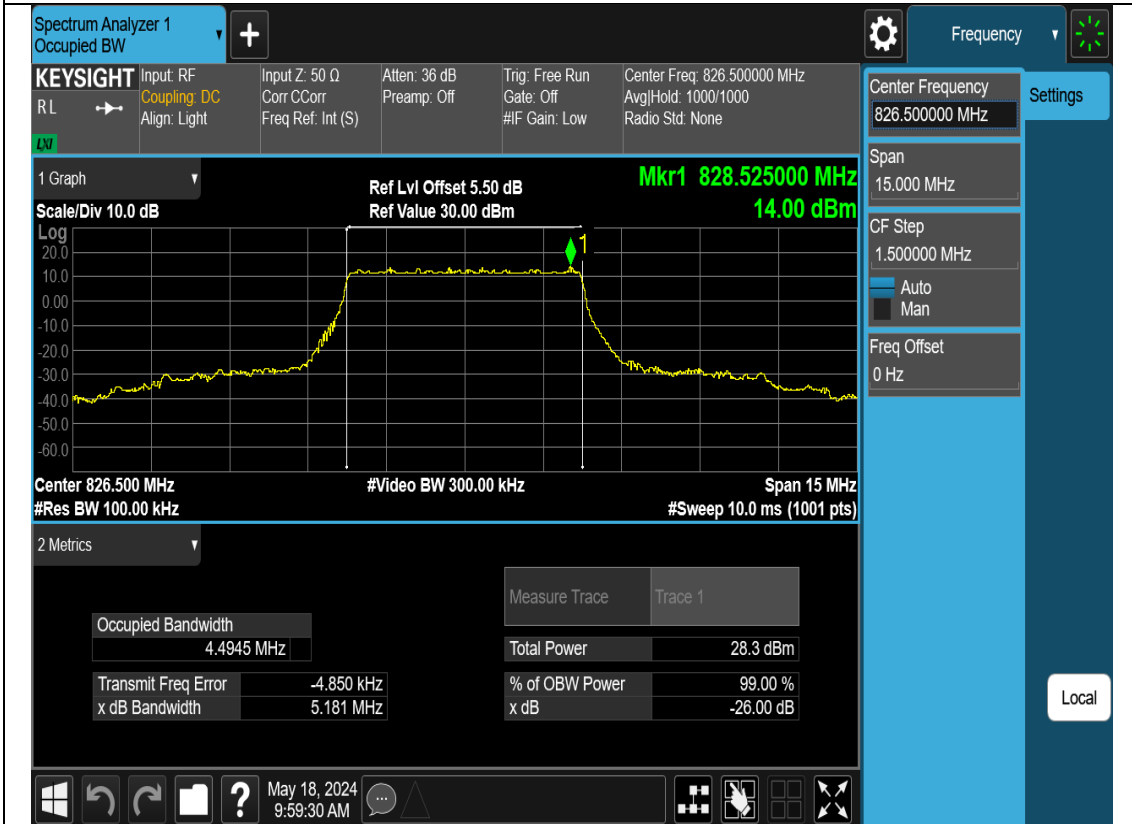 Spectrum Analyzer 1
Occupied BW
+
Frequency
KEYSIGHT
R L
LXI
Input: RF
Coupling: DC
Align: Light
Input Z: 50 Ω
Corr CCorr
Freq Ref: Int (S)
Atten: 36 dB
Preamp: Off
Trig: Free Run
Gate: Off
#IF Gain: Low
Center Freq: 826.500000 MHz
Avg|Hold: 1000/1000
Radio Std: None
Center Frequency
826.500000 MHz
Settings
Span
15.000 MHz
CF Step
1.500000 MHz
Auto
Man
Freq Offset
0 Hz
Local
1 Graph
Scale/Div 10.0 dB
Ref Lvl Offset 5.50 dB
Ref Value 30.00 dBm
Mkr1 828.525000 MHz
14.00 dBm
Log
20.0
10.0
0.00
-10.0
-20.0
-30.0
-40.0
-50.0
-60.0
1
Center 826.500 MHz
#Video BW 300.00 kHz
Span 15 MHz
#Res BW 100.00 kHz
#Sweep 10.0 ms (1001 pts)
2 Metrics
Measure Trace Trace 1
Occupied Bandwidth
4.4945 MHz
Total Power 28.3 dBm
Transmit Freq Error -4.850 kHz
% of OBW Power 99.00 %
x dB Bandwidth 5.181 MHz
x dB -26.00 dB
?
May 18, 2024
9:59:30 AM